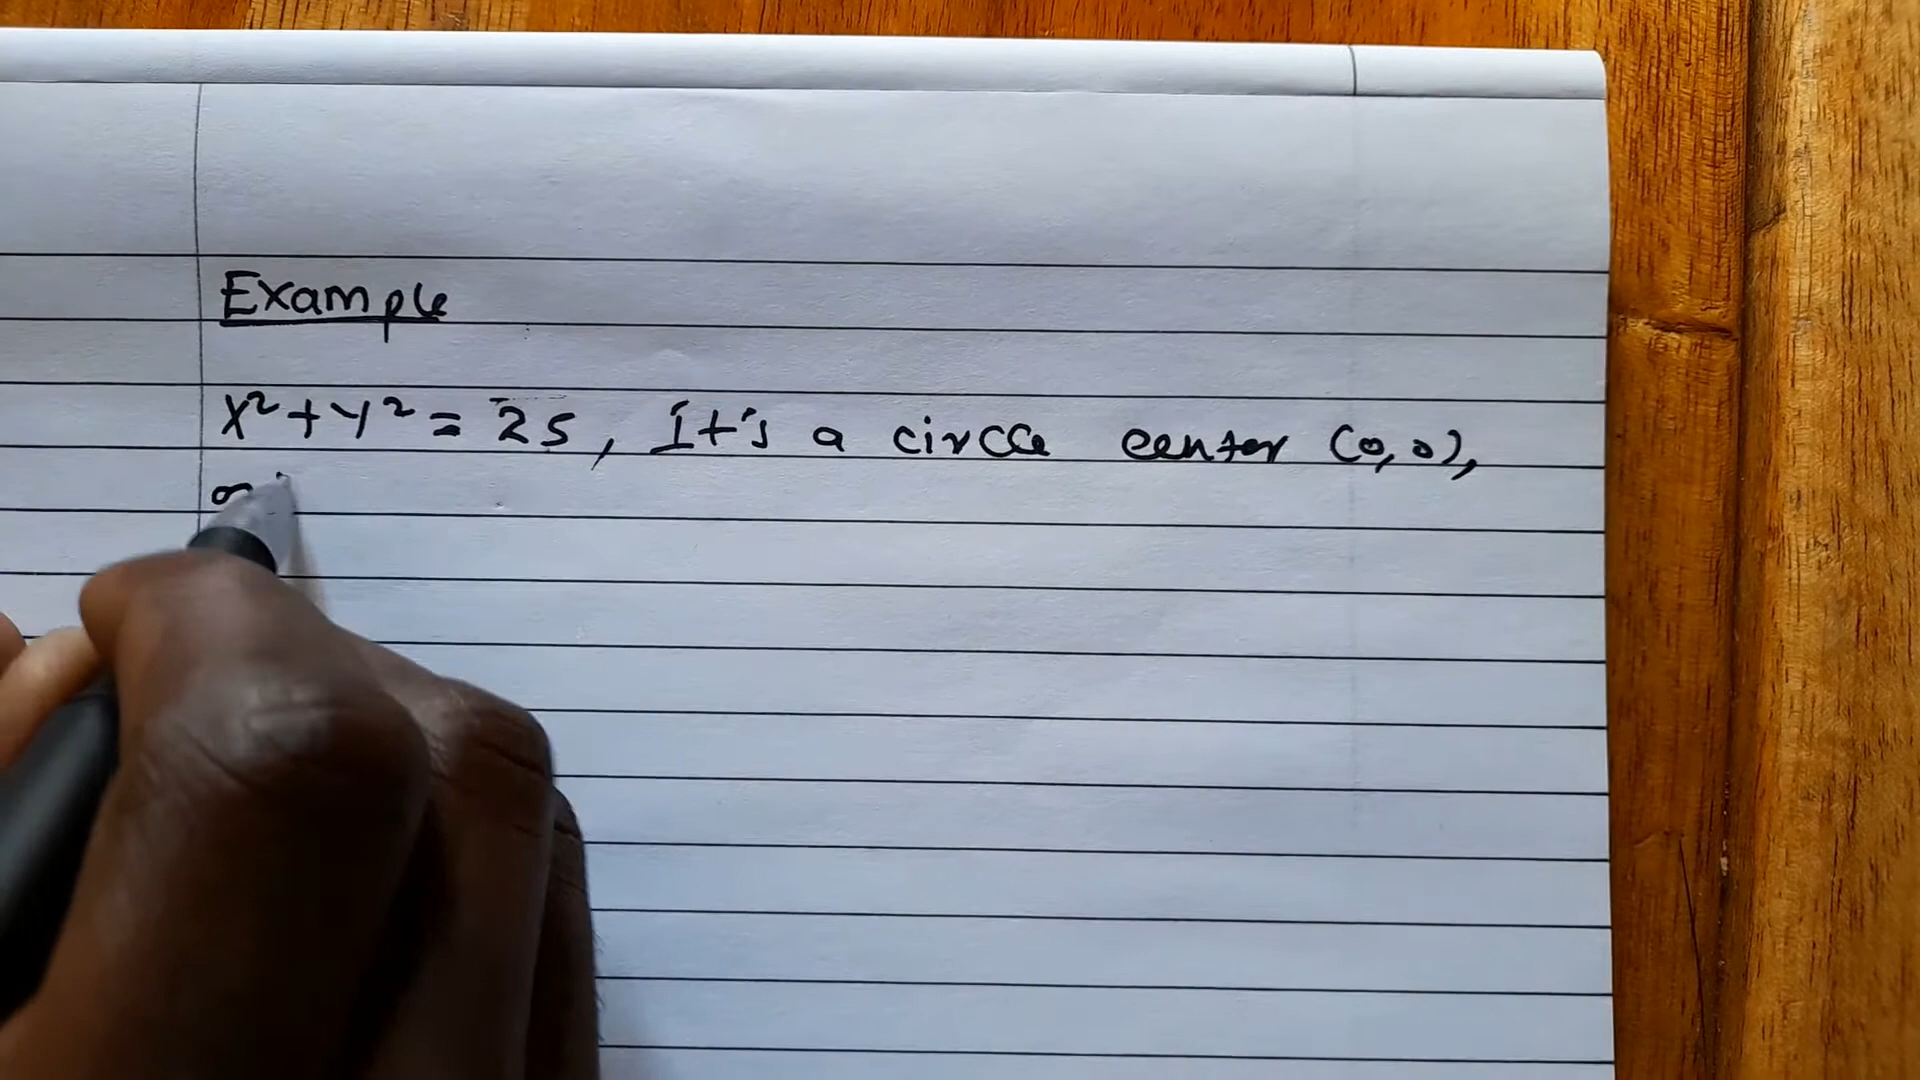 Example
x²+y² = 25, It's a circle center (0,0),